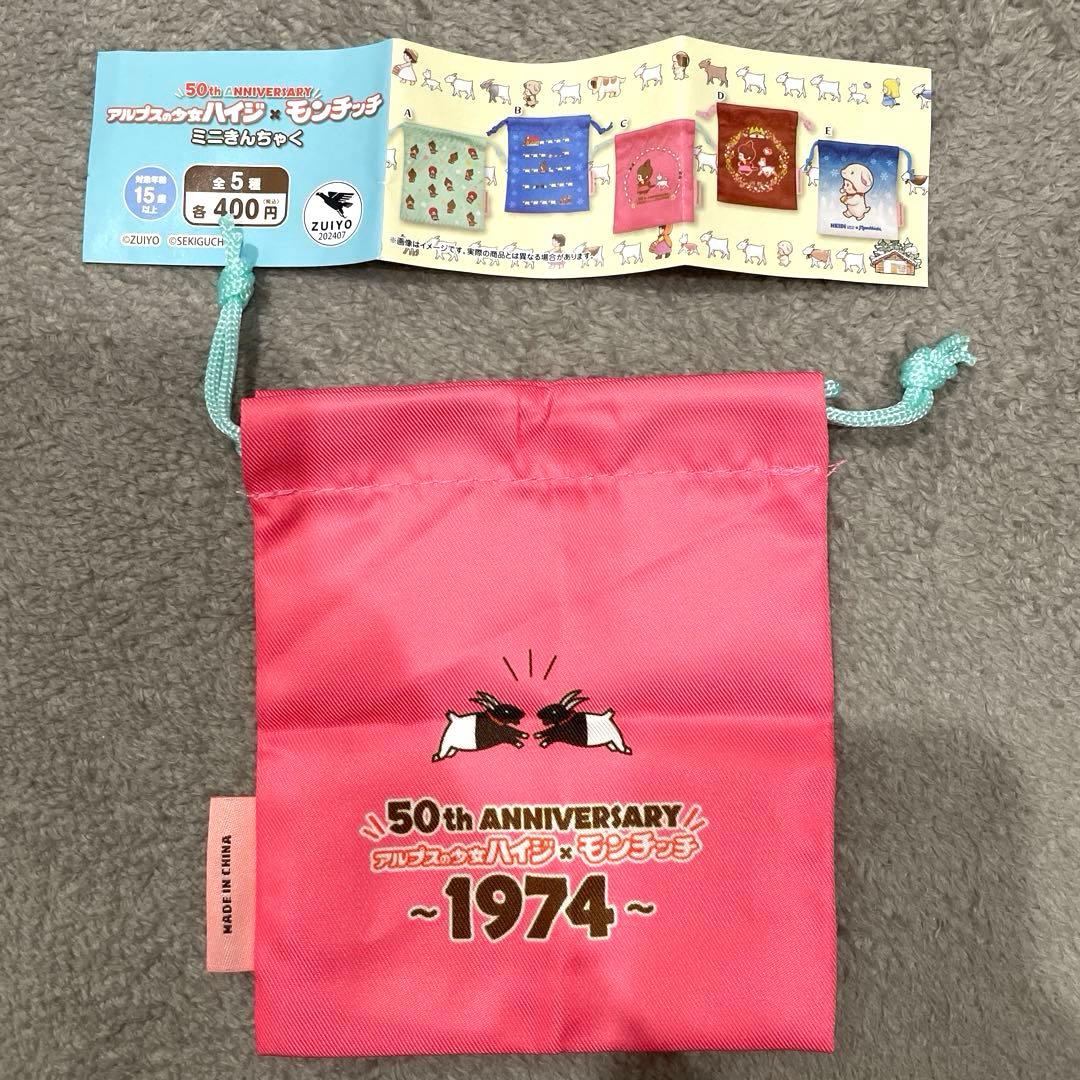 50th ANNIVERSARY
アルプスの少女ハイジ×モンチッチ
ミニきんちゃく
対象年齢
15歳
以上
全5種
各400円(税込)
ZUIYO
202407
©ZUIYO ©SEKIGUCH
A
B
C
D
E
HEIDI
※画像はイメージです。実際の商品とは異なる場合があります。
50th ANNIVERSARY
アルプスの少女ハイジ×モンチッチ
~1974~
MADE IN CHINA